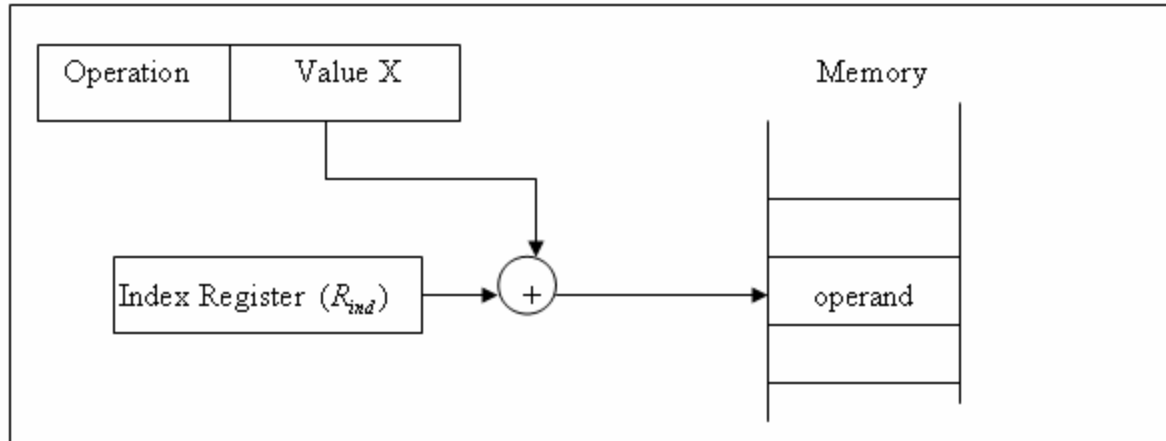 Operation
Value X
Memory
Index Register (R_ind)
+
operand